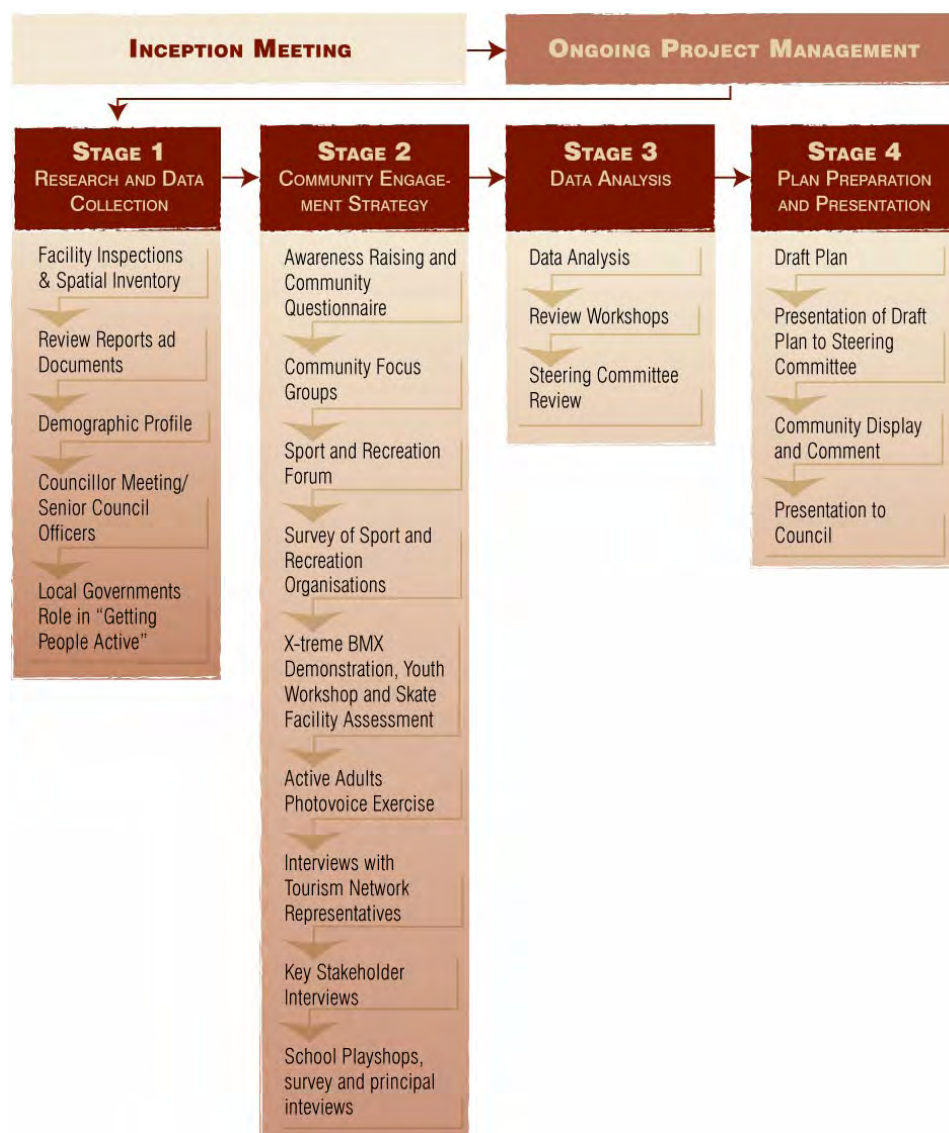 INCEPTION MEETING
ONGOING PROJECT MANAGEMENT
STAGE 1
RESEARCH AND DATA
COLLECTION
Facility Inspections
& Spatial Inventory
Review Reports ad
Documents
Demographic Profile
Councillor Meeting/
Senior Council
Officers
Local Governments
Role in “Getting
People Active”
STAGE 2
COMMUNITY ENGAGE-
MENT STRATEGY
Awareness Raising and
Community
Questionnaire
Community Focus
Groups
Sport and Recreation
Forum
Survey of Sport and
Recreation
Organisations
X-treme BMX
Demonstration, Youth
Workshop and Skate
Facility Assessment
Active Adults
Photovoice Exercise
Interviews with
Tourism Network
Representatives
Key Stakeholder
Interviews
School Playshops,
survey and principal
inteviews
STAGE 3
DATA ANALYSIS
Data Analysis
Review Workshops
Steering Committee
Review
STAGE 4
PLAN PREPARATION
AND PRESENTATION
Draft Plan
Presentation of Draft
Plan to Steering
Committee
Community Display
and Comment
Presentation to
Council